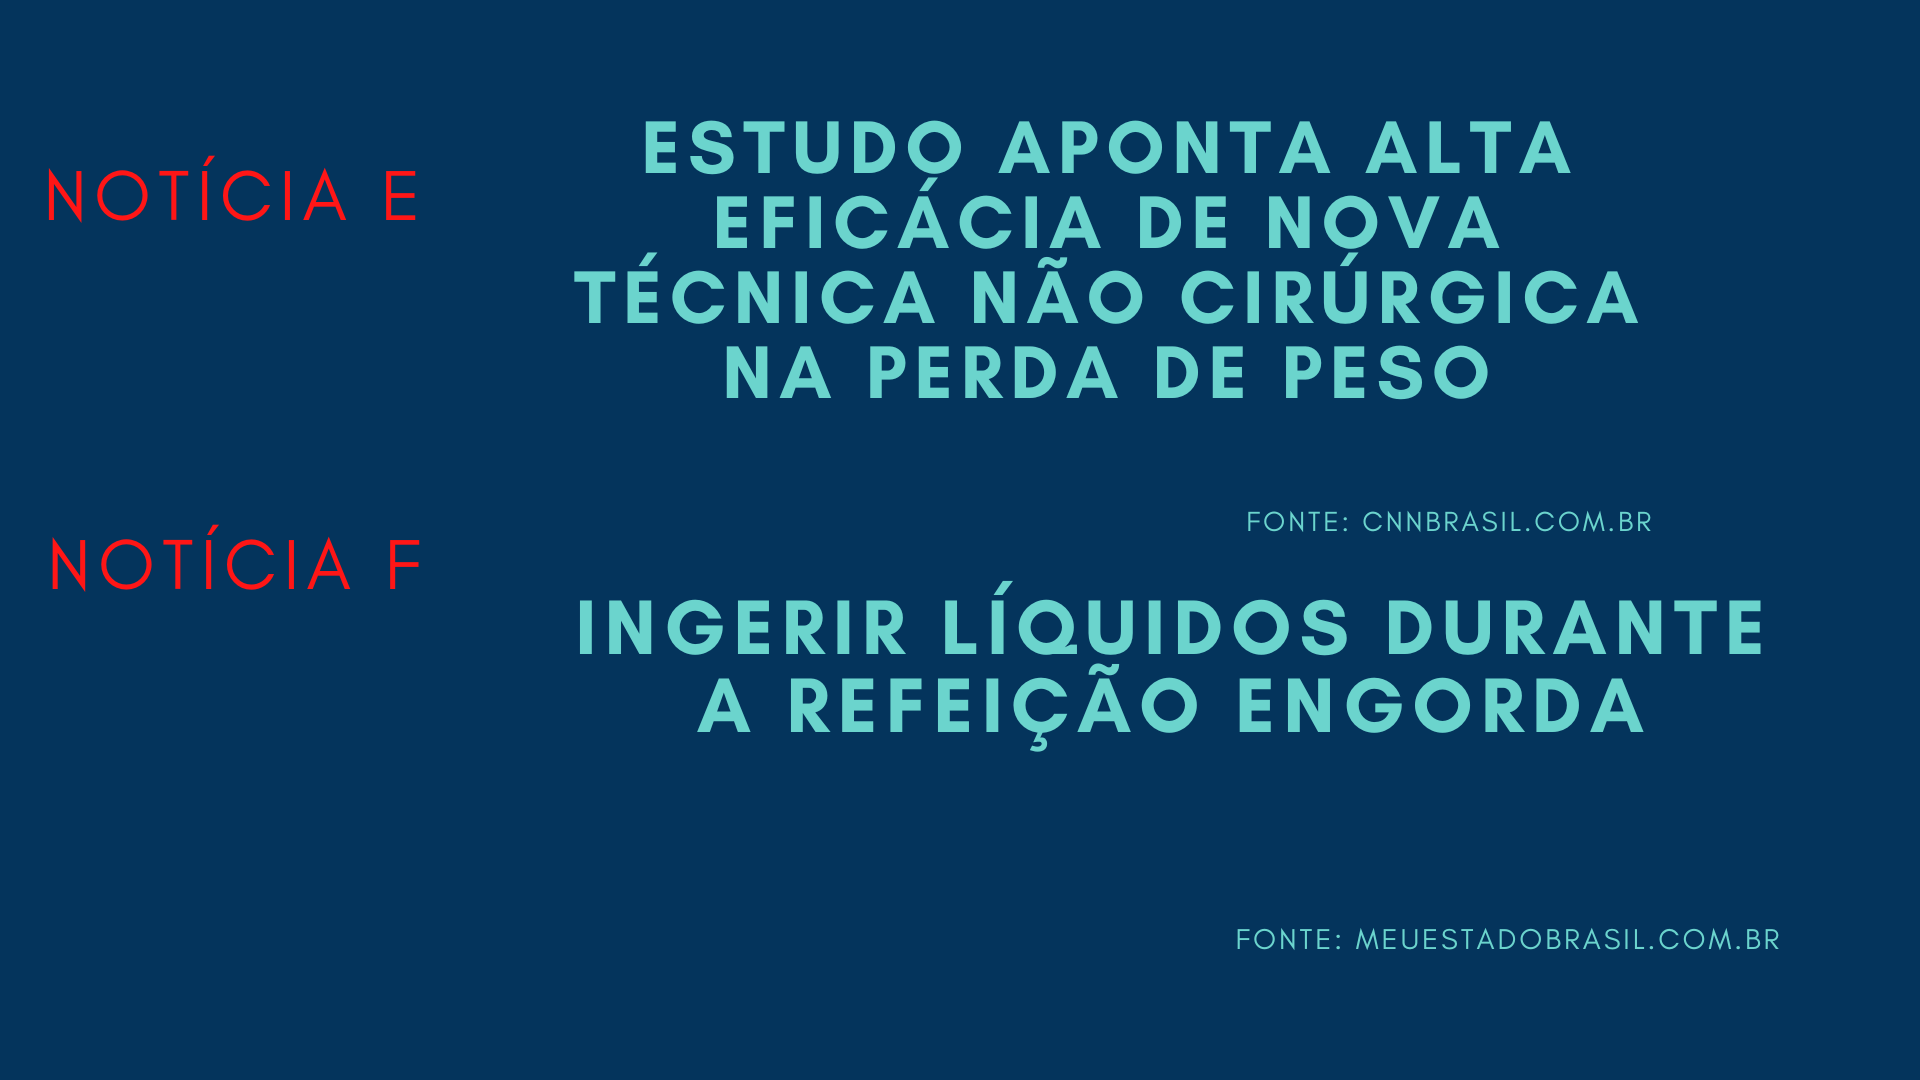 NOTÍCIA E
ESTUDO APONTA ALTA
EFICÁCIA DE NOVA
TÉCNICA NÃO CIRÚRGICA
NA PERDA DE PESO
FONTE: CNNBRASIL.COM.BR
NOTÍCIA F
INGERIR LÍQUIDOS DURANTE
A REFEIÇÃO ENGORDA
FONTE: MEUESTADOBRASIL.COM.BR